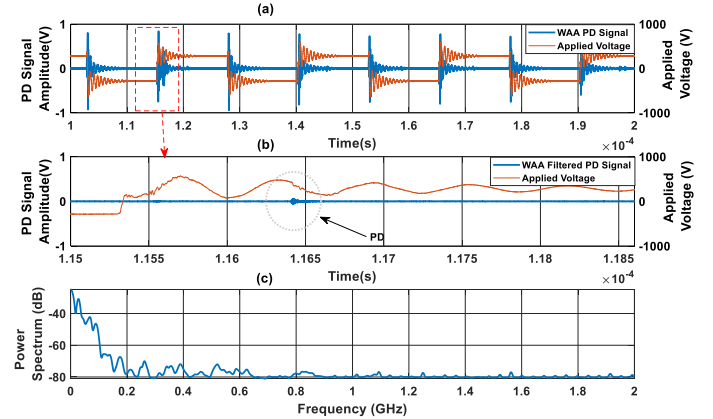 (a)
1
0
-1
PD Signal
Amplitude(V)
WAA PD Signal
Applied Voltage
1000
0
-1000
Applied
Voltage (V)
1 1.1 1.2 1.3 1.4 1.5 1.6 1.7 1.8 1.9 2
Time(s)
×10⁻⁴
(b)
1
0
-1
PD Signal
Amplitude(V)
WAA Filtered PD Signal
Applied Voltage
PD
1000
0
-1000
Applied
Voltage (V)
1.15 1.155 1.16 1.165 1.17 1.175 1.18 1.185
Time(s)
×10⁻⁴
(c)
-40
-60
-80
Power
Spectrum (dB)
0 0.2 0.4 0.6 0.8 1 1.2 1.4 1.6 1.8 2
Frequency (GHz)